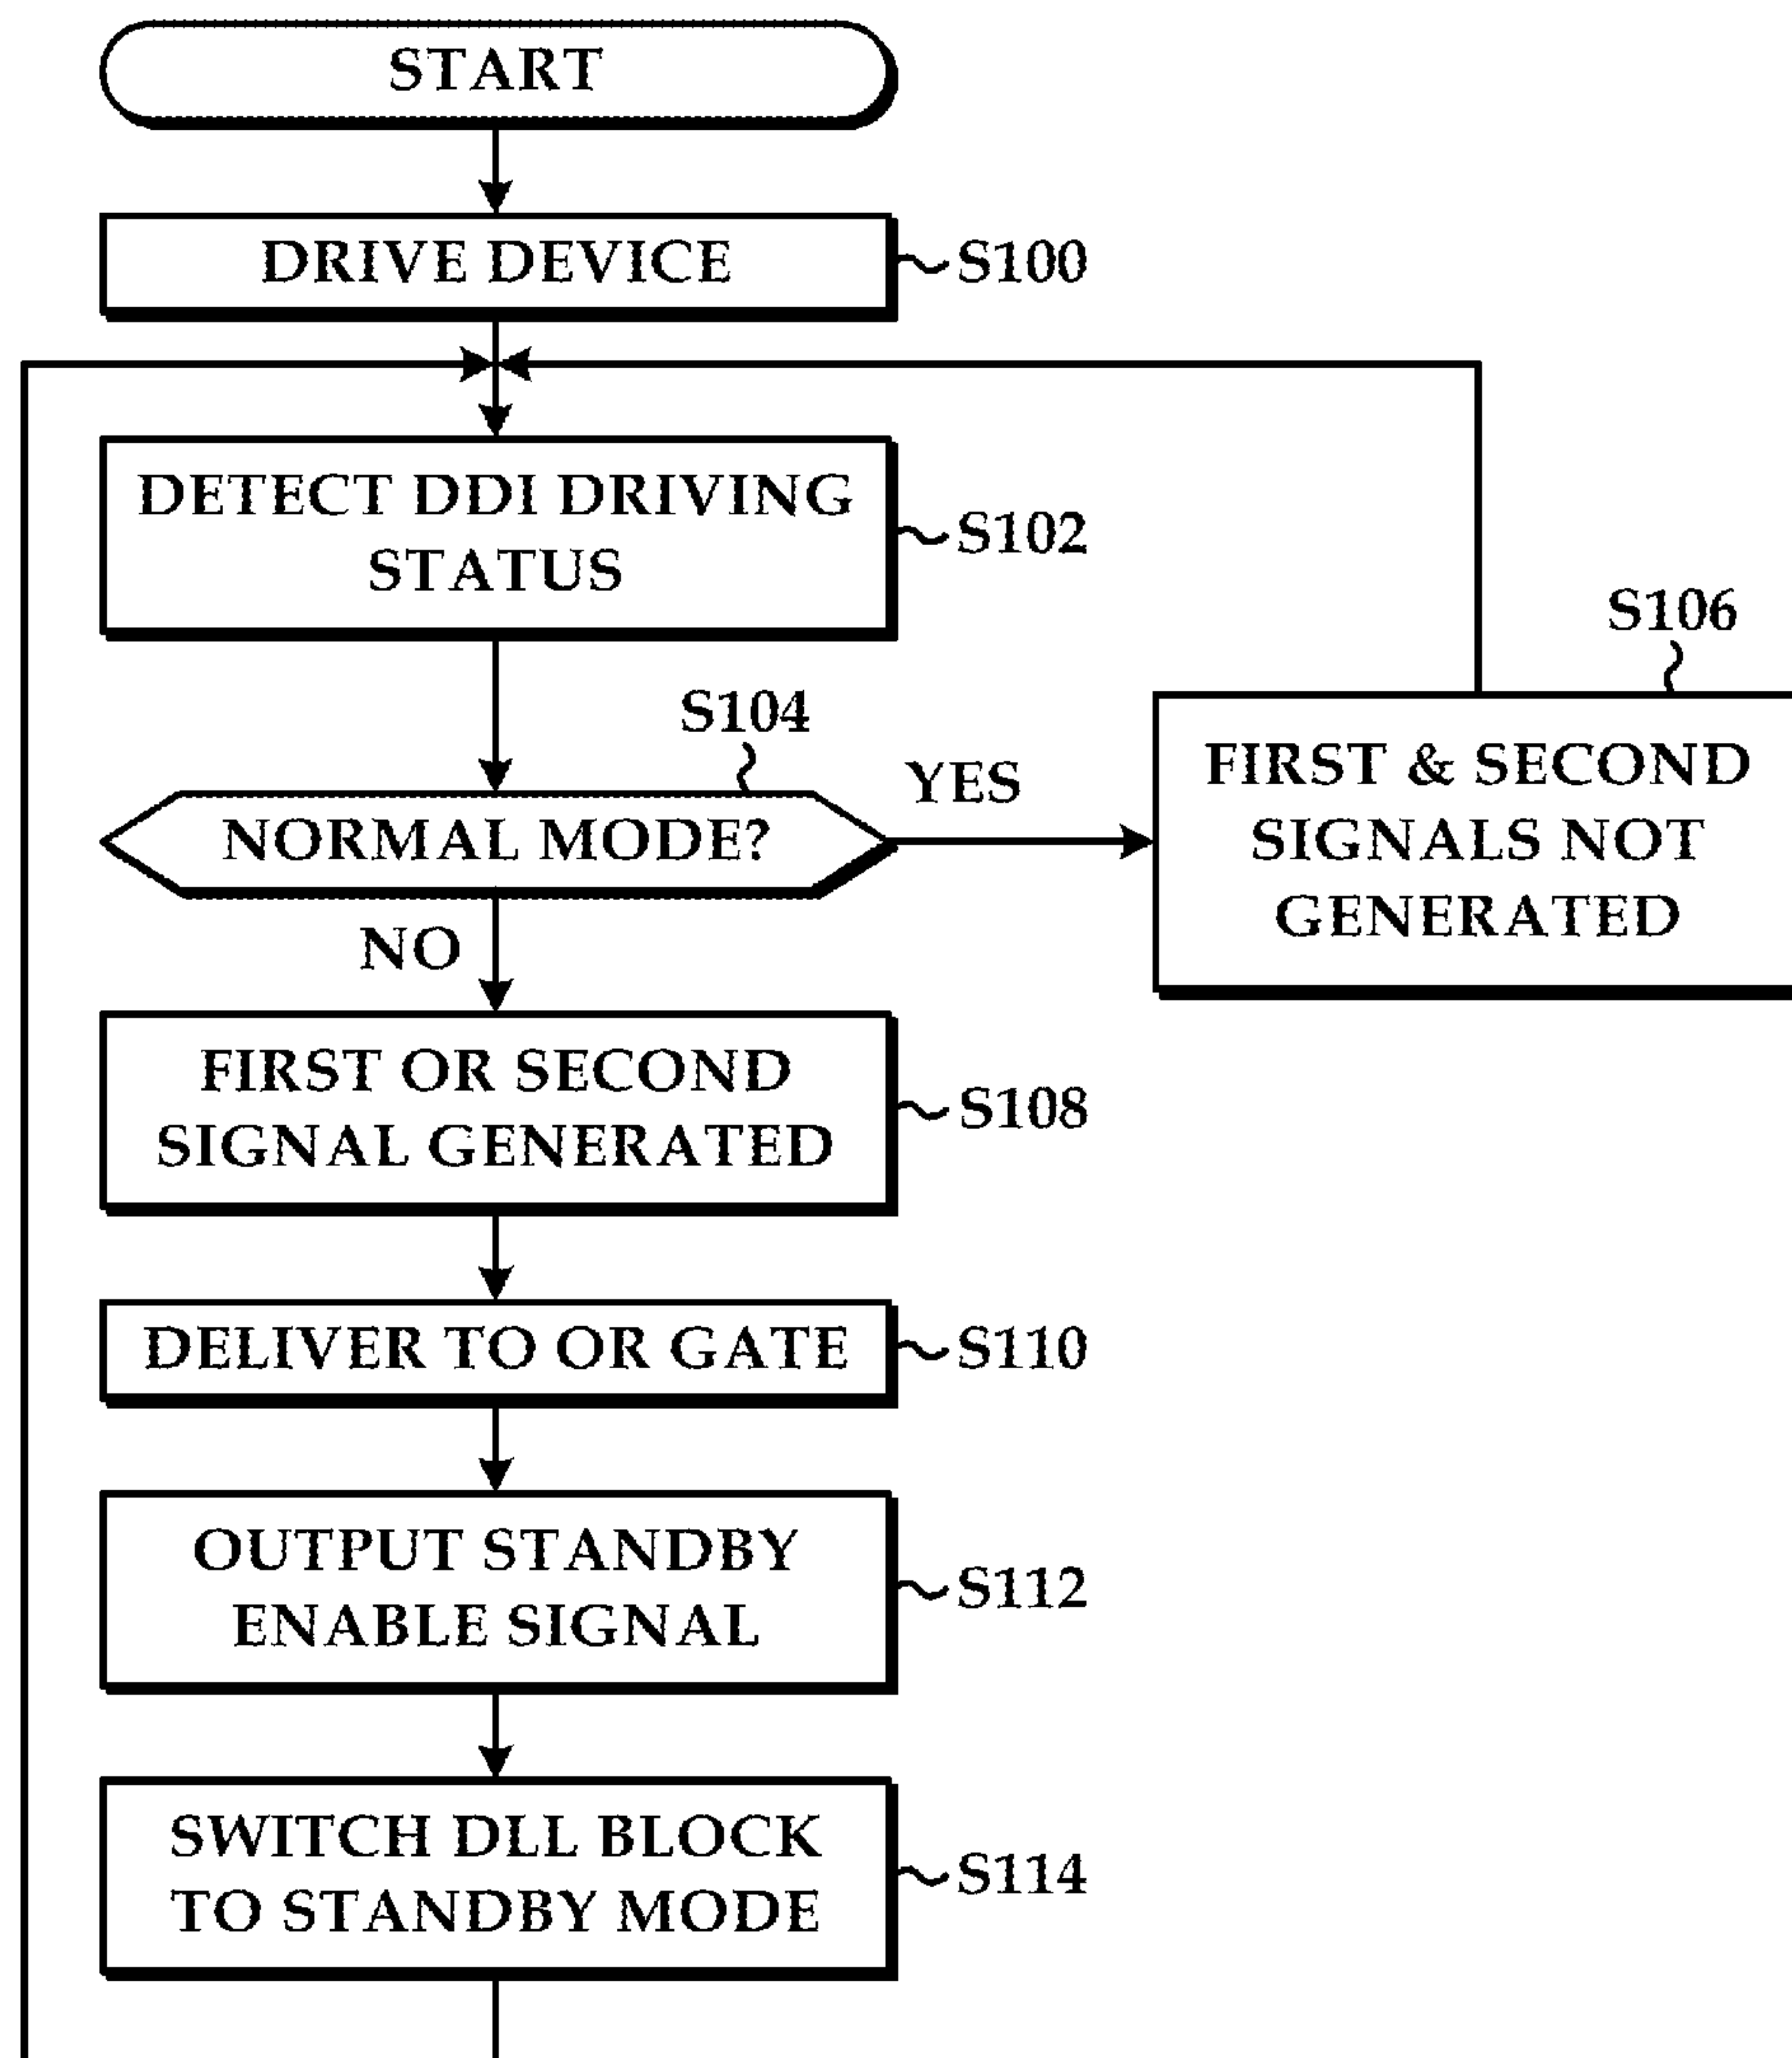 START
DRIVE DEVICE
S100
DETECT DDI DRIVING
STATUS
S102
S104
NORMAL MODE?
YES
S106
FIRST & SECOND
SIGNALS NOT
GENERATED
NO
FIRST OR SECOND
SIGNAL GENERATED
S108
DELIVER TO OR GATE
S110
OUTPUT STANDBY
ENABLE SIGNAL
S112
SWITCH DLL BLOCK
TO STANDBY MODE
S114